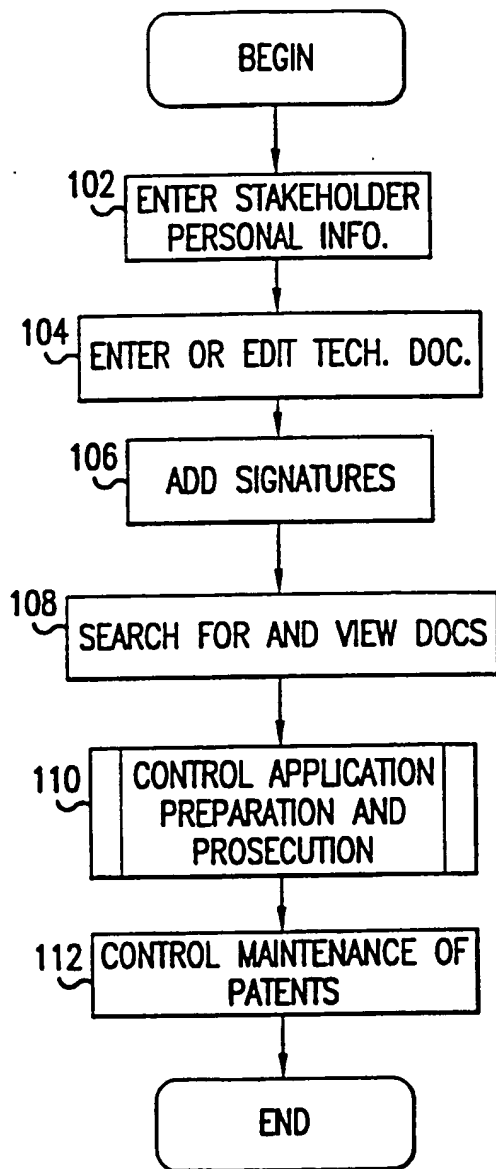 BEGIN
102
ENTER STAKEHOLDER
PERSONAL INFO.
104
ENTER OR EDIT TECH. DOC.
106
ADD SIGNATURES
108
SEARCH FOR AND VIEW DOCS
110
CONTROL APPLICATION
PREPARATION AND
PROSECUTION
112
CONTROL MAINTENANCE OF
PATENTS
END